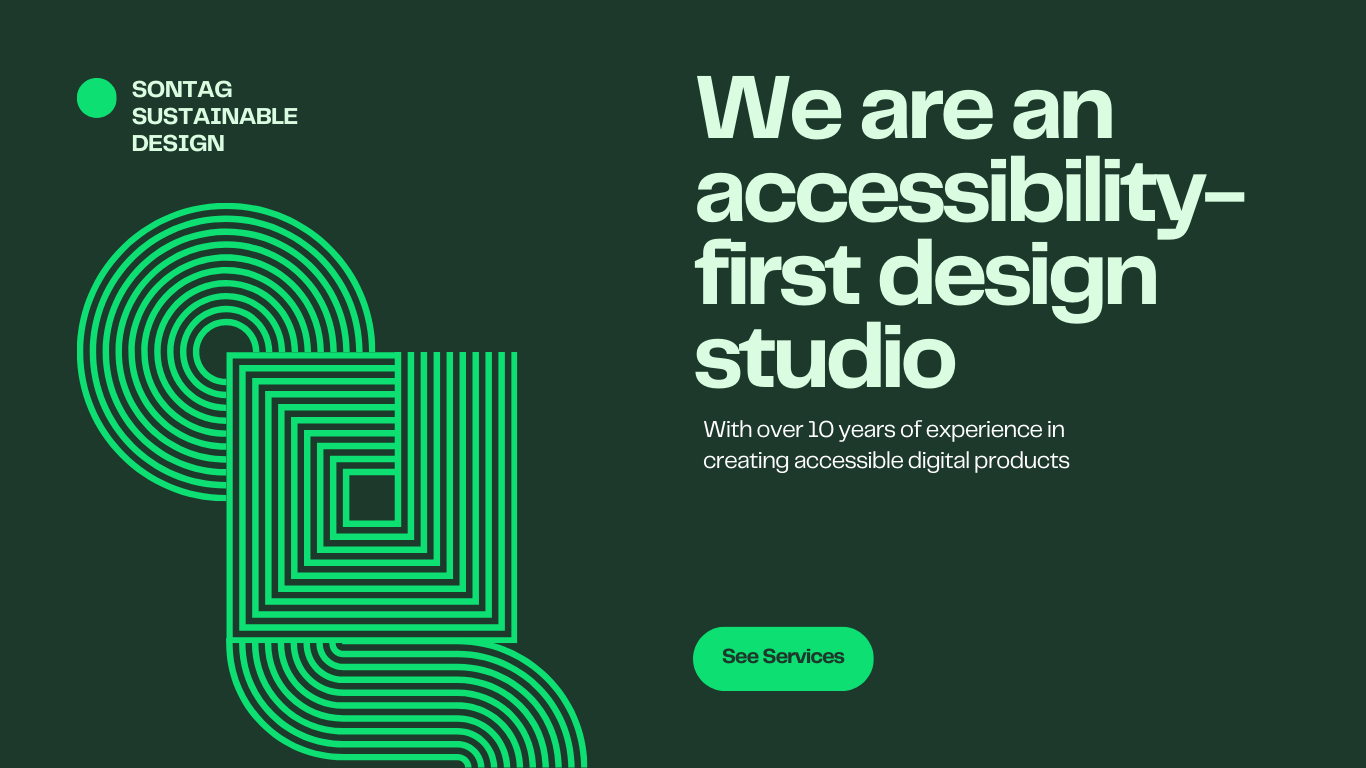 SONTAG
SUSTAINABLE
DESIGN
We are an
accessibility-
first design
studio
With over 10 years of experience in
creating accessible digital products
See Services